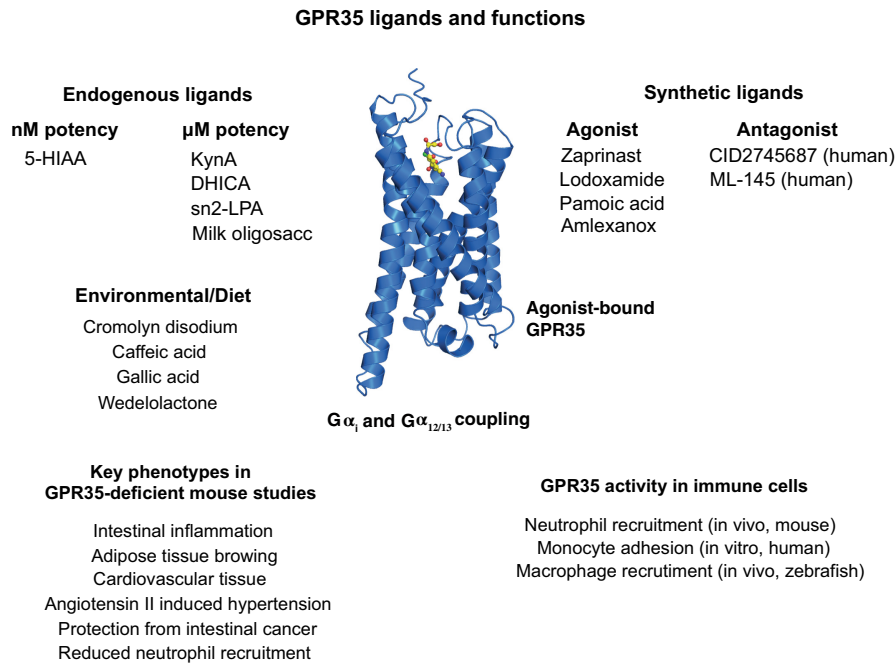 GPR35 ligands and functions
Endogenous ligands
nM potency
5-HIAA
µM potency
KynA
DHICA
sn2-LPA
Milk oligosacc
Synthetic ligands
Agonist
Zaprinast
Lodoxamide
Pamoic acid
Amlexanox
Antagonist
CID2745687 (human)
ML-145 (human)
Environmental/Diet
Cromolyn disodium
Caffeic acid
Gallic acid
Wedelolactone
Agonist-bound
GPR35
Gαi and Gα12/13 coupling
Key phenotypes in
GPR35-deficient mouse studies
Intestinal inflammation
Adipose tissue browing
Cardiovascular tissue
Angiotensin II induced hypertension
Protection from intestinal cancer
Reduced neutrophil recruitment
GPR35 activity in immune cells
Neutrophil recruitment (in vivo, mouse)
Monocyte adhesion (in vitro, human)
Macrophage recrutiment (in vivo, zebrafish)